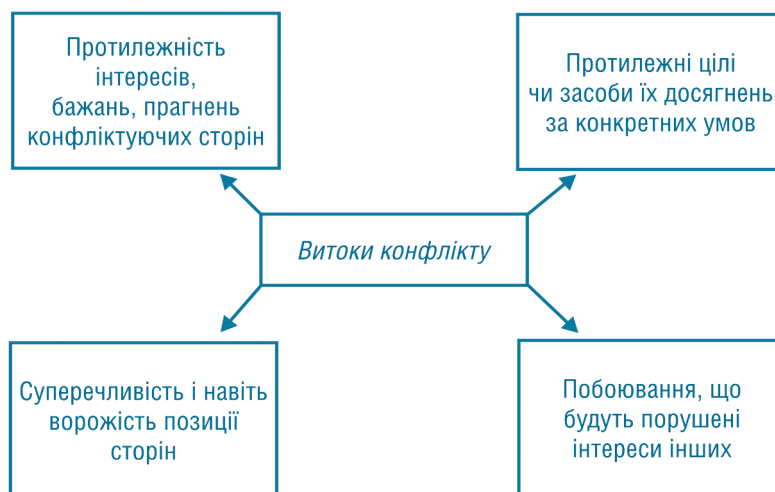 Протилежність
інтересів,
бажань, прагнень
конфліктуючих сторін
Протилежні цілі
чи засоби їх досягнень
за конкретних умов
Витоки конфлікту
Суперечливість і навіть
ворожість позиції
сторін
Побоювання, що
будуть порушені
інтереси інших